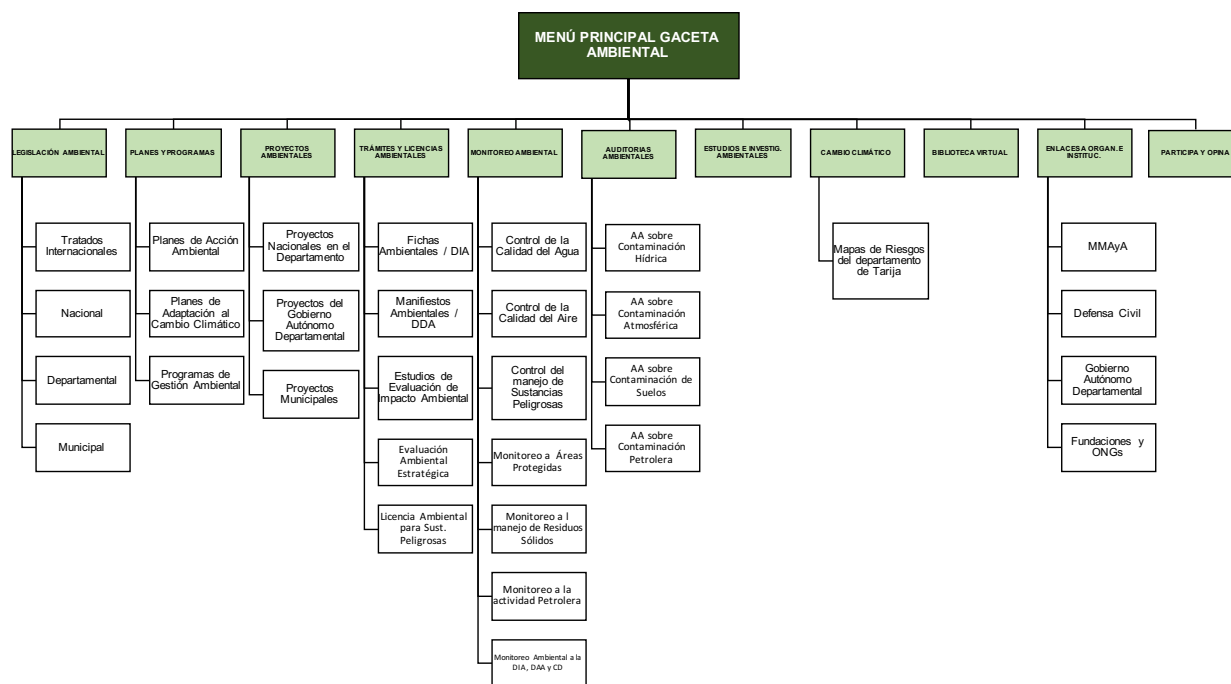 MENÚ PRINCIPAL GACETA
AMBIENTAL
LEGISLACIÓN AMBIENTAL
PLANES Y PROGRAMAS
PROYECTOS
AMBIENTALES
TRÁMITES Y LICENCIAS
AMBIENTALES
MONITOREO AMBIENTAL
AUDITORIAS
AMBIENTALES
ESTUDIOS E INVESTIG.
AMBIENTALES
CAMBIO CLIMÁTICO
BIBLIOTECA VIRTUAL
ENLACES A ORGAN. E
INSTITUC.
PARTICIPA Y OPINA
Tratados
Internacionales
Nacional
Departamental
Municipal
Planes de Acción
Ambiental
Planes de
Adaptación al
Cambio Climático
Programas de
Gestión Ambiental
Proyectos
Nacionales en el
Departamento
Proyectos del
Gobierno
Autónomo
Departamental
Proyectos
Municipales
Fichas
Ambientales / DIA
Manifiestos
Ambientales /
DDA
Estudios de
Evaluación de
Impacto Ambiental
Evaluación
Ambiental
Estratégica
Licencia Ambiental
para Sust.
Peligrosas
Control de la
Calidad del Agua
Control de la
Calidad del Aire
Control del
manejo de
Sustancias
Peligrosas
Monitoreo a Áreas
Protegidas
Monitoreo a l
manejo de Residuos
Sólidos
Monitoreo a la
actividad Petrolera
Monitoreo Ambiental a la
DIA, DAA y CD
AA sobre
Contaminación
Hídrica
AA sobre
Contaminación
Atmosférica
AA sobre
Contaminación de
Suelos
AA sobre
Contaminación
Petrolera
Mapas de Riesgos
del departamento
de Tarija
MMAyA
Defensa Civil
Gobierno
Autónomo
Departamental
Fundaciones y
ONGs